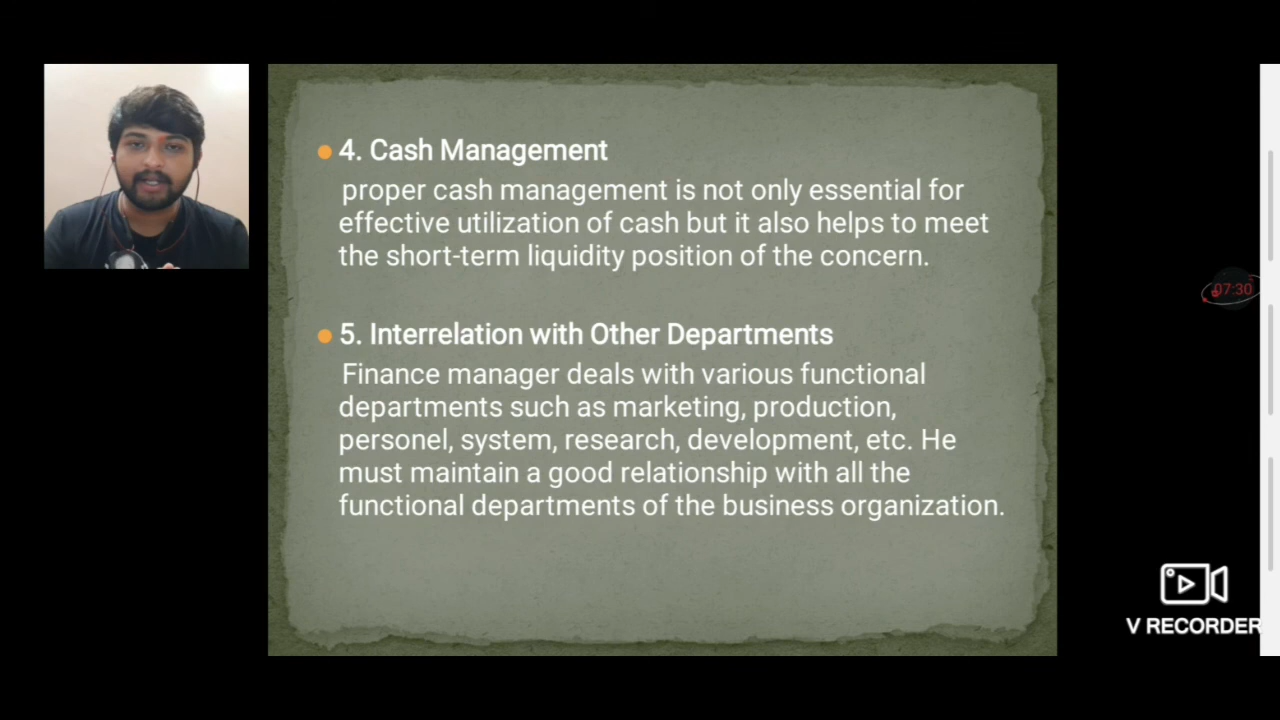 4. Cash Management
proper cash management is not only essential for
effective utilization of cash but it also helps to meet
the short-term liquidity position of the concern.
5. Interrelation with Other Departments
Finance manager deals with various functional
departments such as marketing, production,
personel, system, research, development, etc. He
must maintain a good relationship with all the
functional departments of the business organization.
07:30
V RECORDER